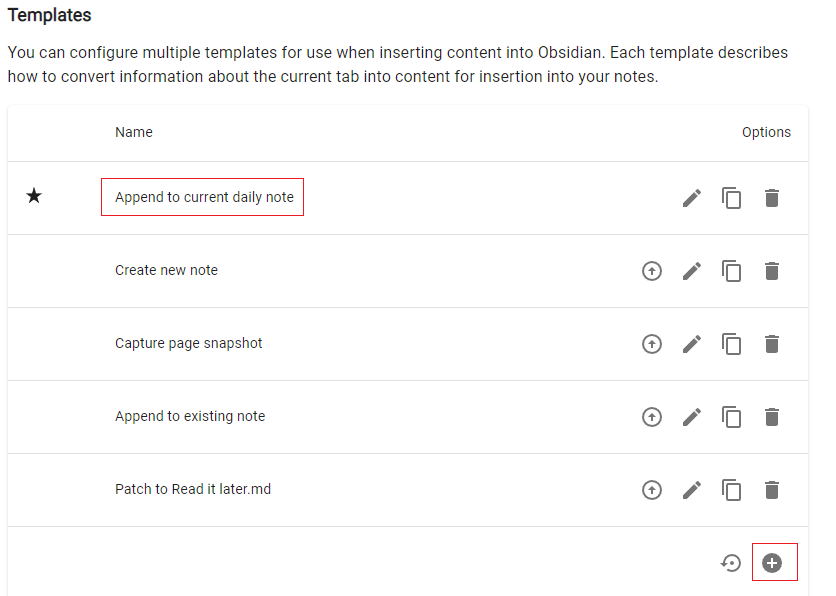 Templates
You can configure multiple templates for use when inserting content into Obsidian. Each template describes
how to convert information about the current tab into content for insertion into your notes.
Name Options
Append to current daily note
Create new note
Capture page snapshot
Append to existing note
Patch to Read it later.md